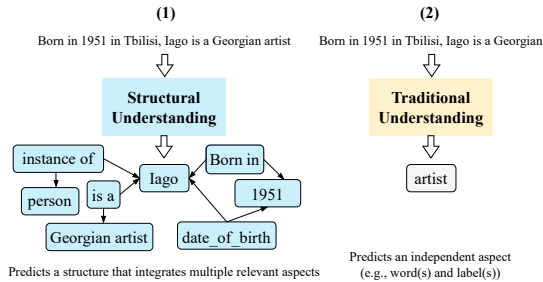 (1)
Born in 1951 in Tbilisi, Iago is a Georgian artist
Structural
Understanding
instance of
Iago
Born in
person
is a
1951
Georgian artist
date_of_birth
Predicts a structure that integrates multiple relevant aspects
(2)
Born in 1951 in Tbilisi, Iago is a Georgian
Traditional
Understanding
artist
Predicts an independent aspect
(e.g., word(s) and label(s))